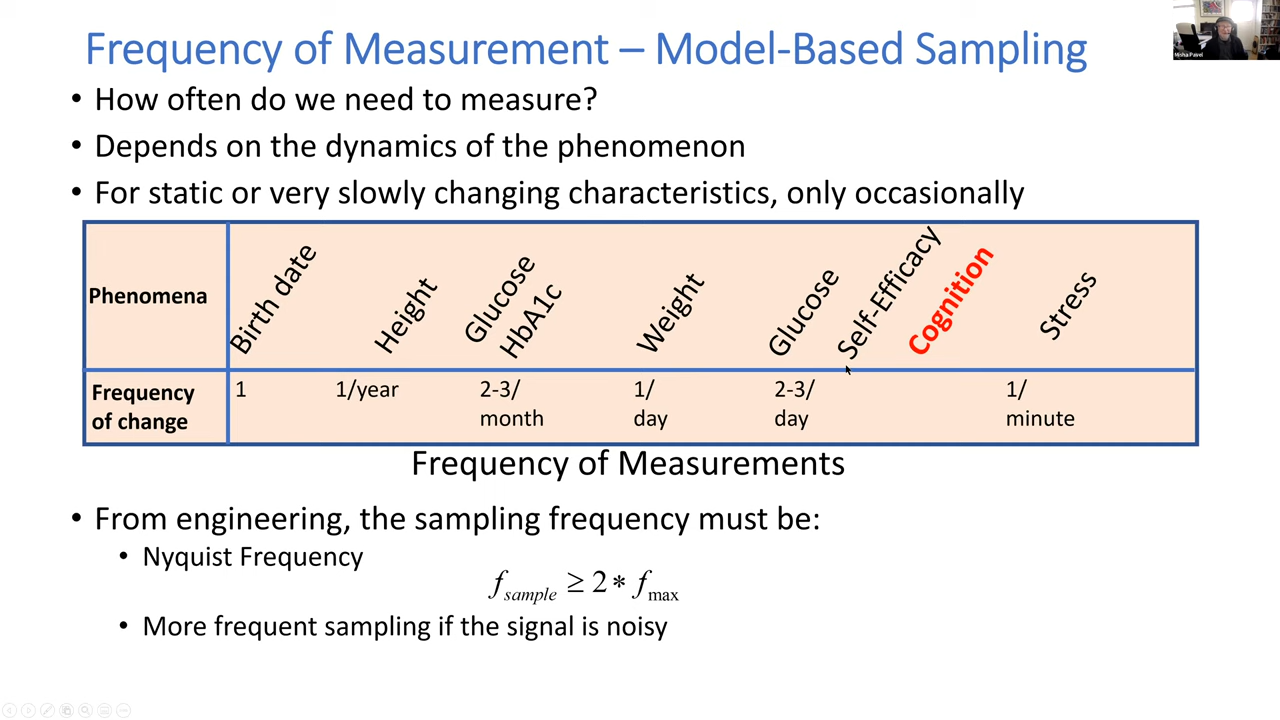 Frequency of Measurement – Model-Based Sampling
Misha Pavel
• How often do we need to measure?
• Depends on the dynamics of the phenomenon
• For static or very slowly changing characteristics, only occasionally
Phenomena
Birth date
Height
Glucose
HbA1c
Weight
Glucose
Self-Efficacy
Cognition
Stress
Frequency
of change
1
1/year
2-3/
month
1/
day
2-3/
day
1/
minute
Frequency of Measurements
• From engineering, the sampling frequency must be:
• Nyquist Frequency
f_sample ≥ 2 * f_max
• More frequent sampling if the signal is noisy